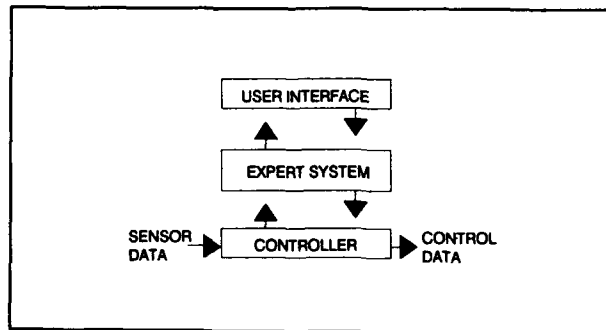 USER INTERFACE
EXPERT SYSTEM
SENSOR
DATA
CONTROLLER
CONTROL
DATA